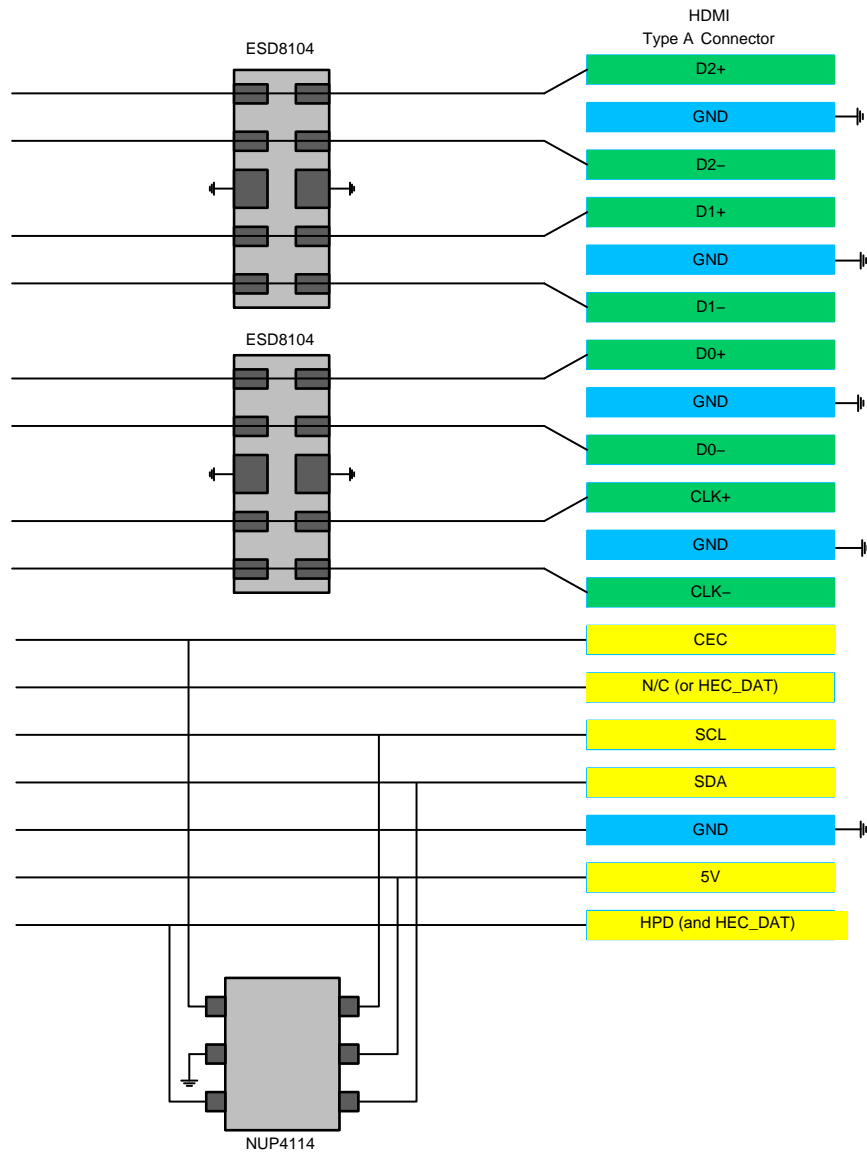 HDMI
Type A Connector
ESD8104
D2+
GND
D2–
D1+
GND
D1–
ESD8104
D0+
GND
D0–
CLK+
GND
CLK–
CEC
N/C (or HEC_DAT)
SCL
SDA
GND
5V
HPD (and HEC_DAT)
NUP4114